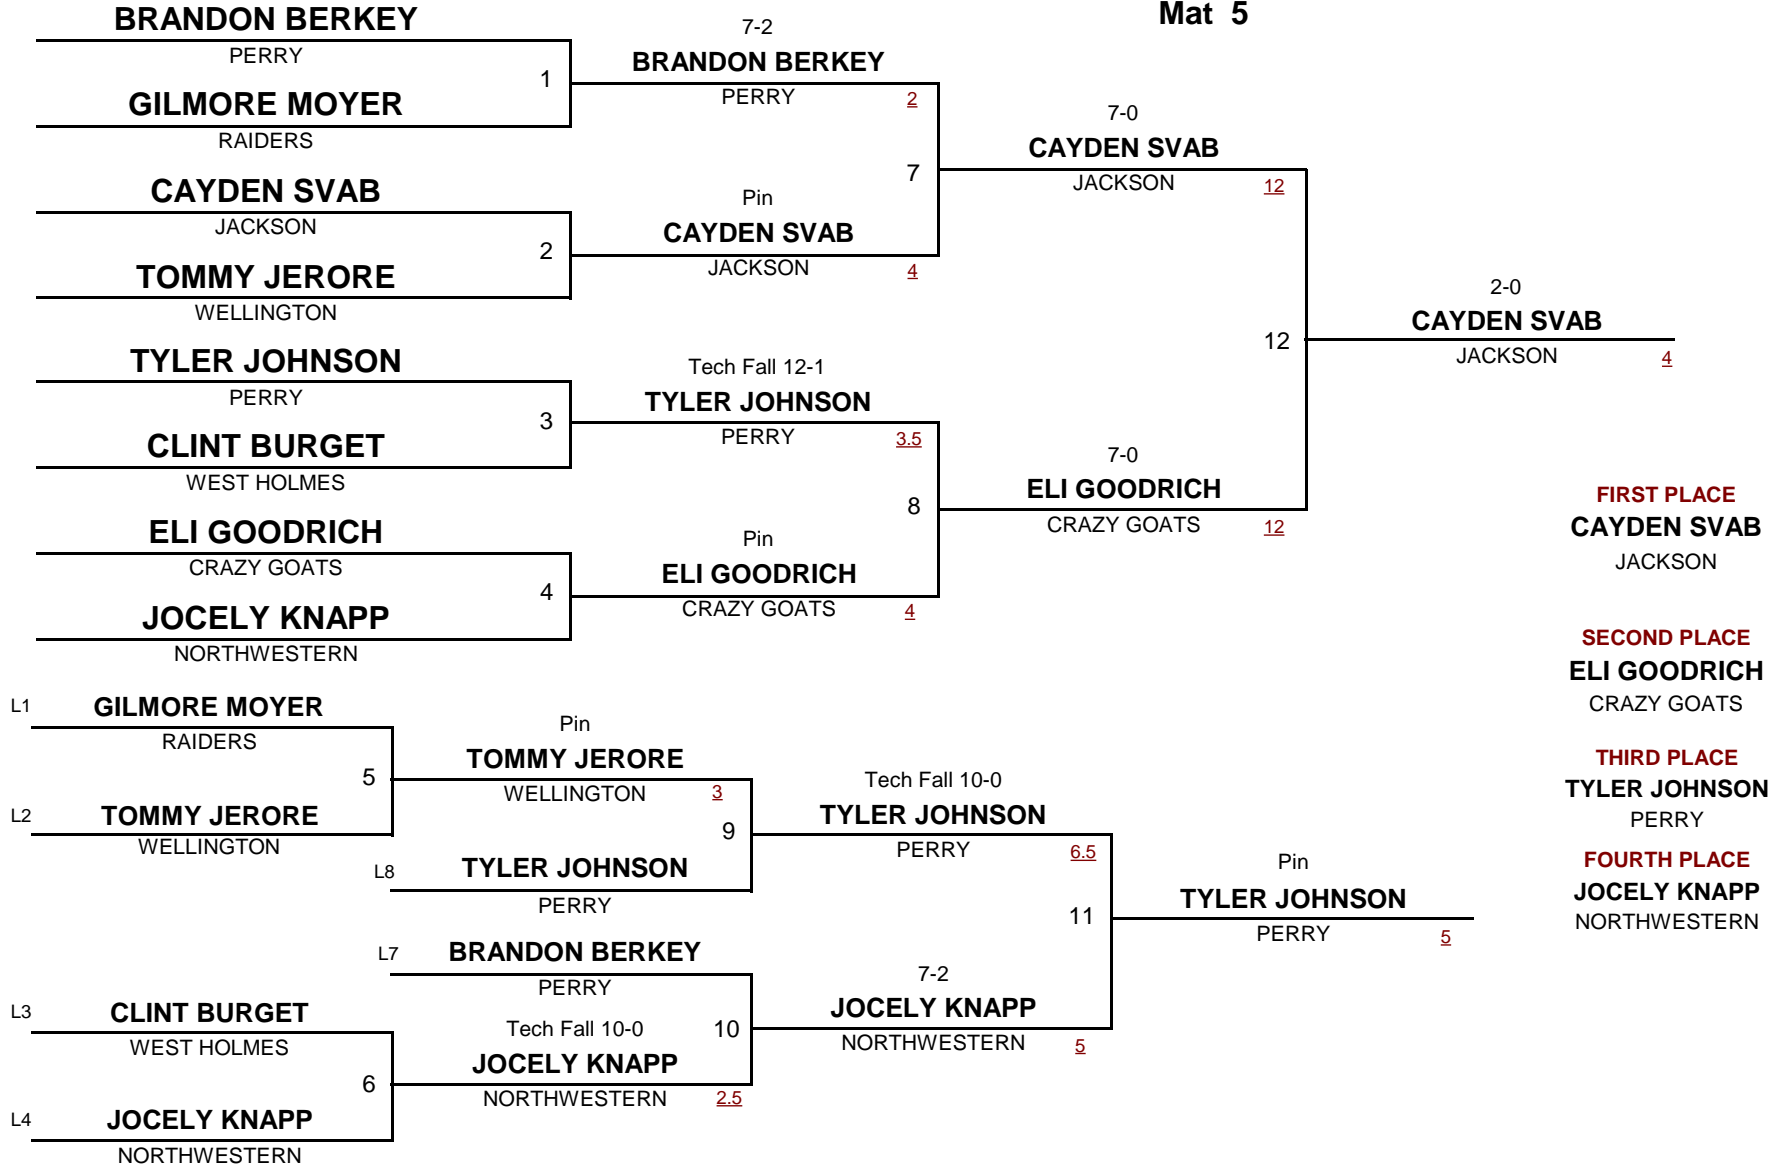 Mat 5
BRANDON BERKEY
PERRY
1
GILMORE MOYER
RAIDERS
CAYDEN SVAB
JACKSON
2
TOMMY JERORE
WELLINGTON
TYLER JOHNSON
PERRY
3
CLINT BURGET
WEST HOLMES
ELI GOODRICH
CRAZY GOATS
4
JOCELY KNAPP
NORTHWESTERN
7-2
BRANDON BERKEY
PERRY 2
7
Pin
CAYDEN SVAB
JACKSON 4
Tech Fall 12-1
TYLER JOHNSON
PERRY 3.5
8
Pin
ELI GOODRICH
CRAZY GOATS 4
7-0
CAYDEN SVAB
JACKSON 12
12
7-0
ELI GOODRICH
CRAZY GOATS 12
2-0
CAYDEN SVAB
JACKSON 4
L1 GILMORE MOYER
RAIDERS
5
L2 TOMMY JERORE
WELLINGTON
L3 CLINT BURGET
WEST HOLMES
6
L4 JOCELY KNAPP
NORTHWESTERN
Pin
TOMMY JERORE
WELLINGTON 3
9
L8 TYLER JOHNSON
PERRY
L7 BRANDON BERKEY
PERRY
10
Tech Fall 10-0
JOCELY KNAPP
NORTHWESTERN 2.5
Tech Fall 10-0
TYLER JOHNSON
PERRY 6.5
11
7-2
JOCELY KNAPP
NORTHWESTERN 5
Pin
TYLER JOHNSON
PERRY 5
FIRST PLACE
CAYDEN SVAB
JACKSON
SECOND PLACE
ELI GOODRICH
CRAZY GOATS
THIRD PLACE
TYLER JOHNSON
PERRY
FOURTH PLACE
JOCELY KNAPP
NORTHWESTERN